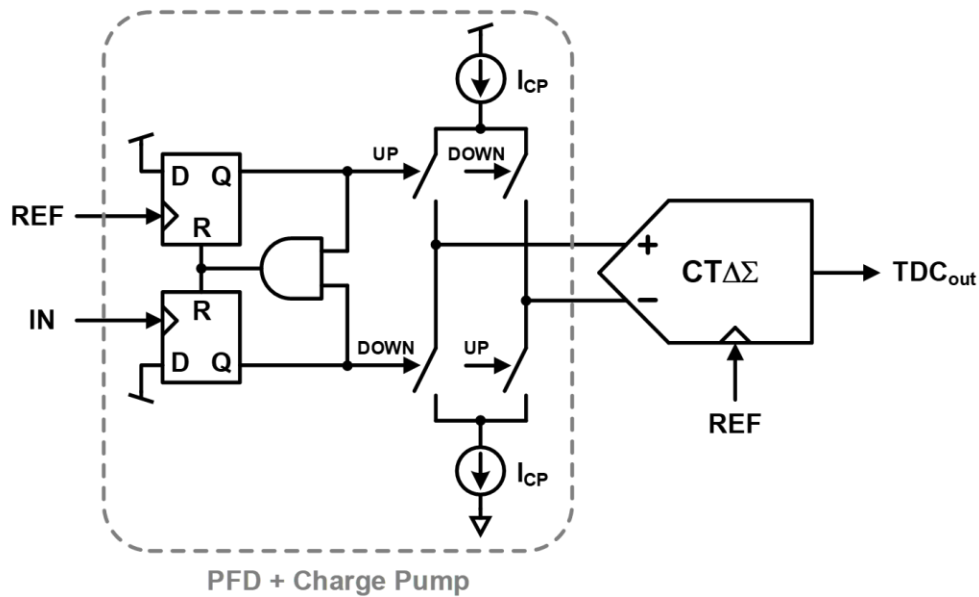 I_CP
UP
DOWN
D
Q
REF
R
+
CTΔΣ
TDC_out
−
IN
R
D
Q
DOWN
UP
REF
I_CP
PFD + Charge Pump